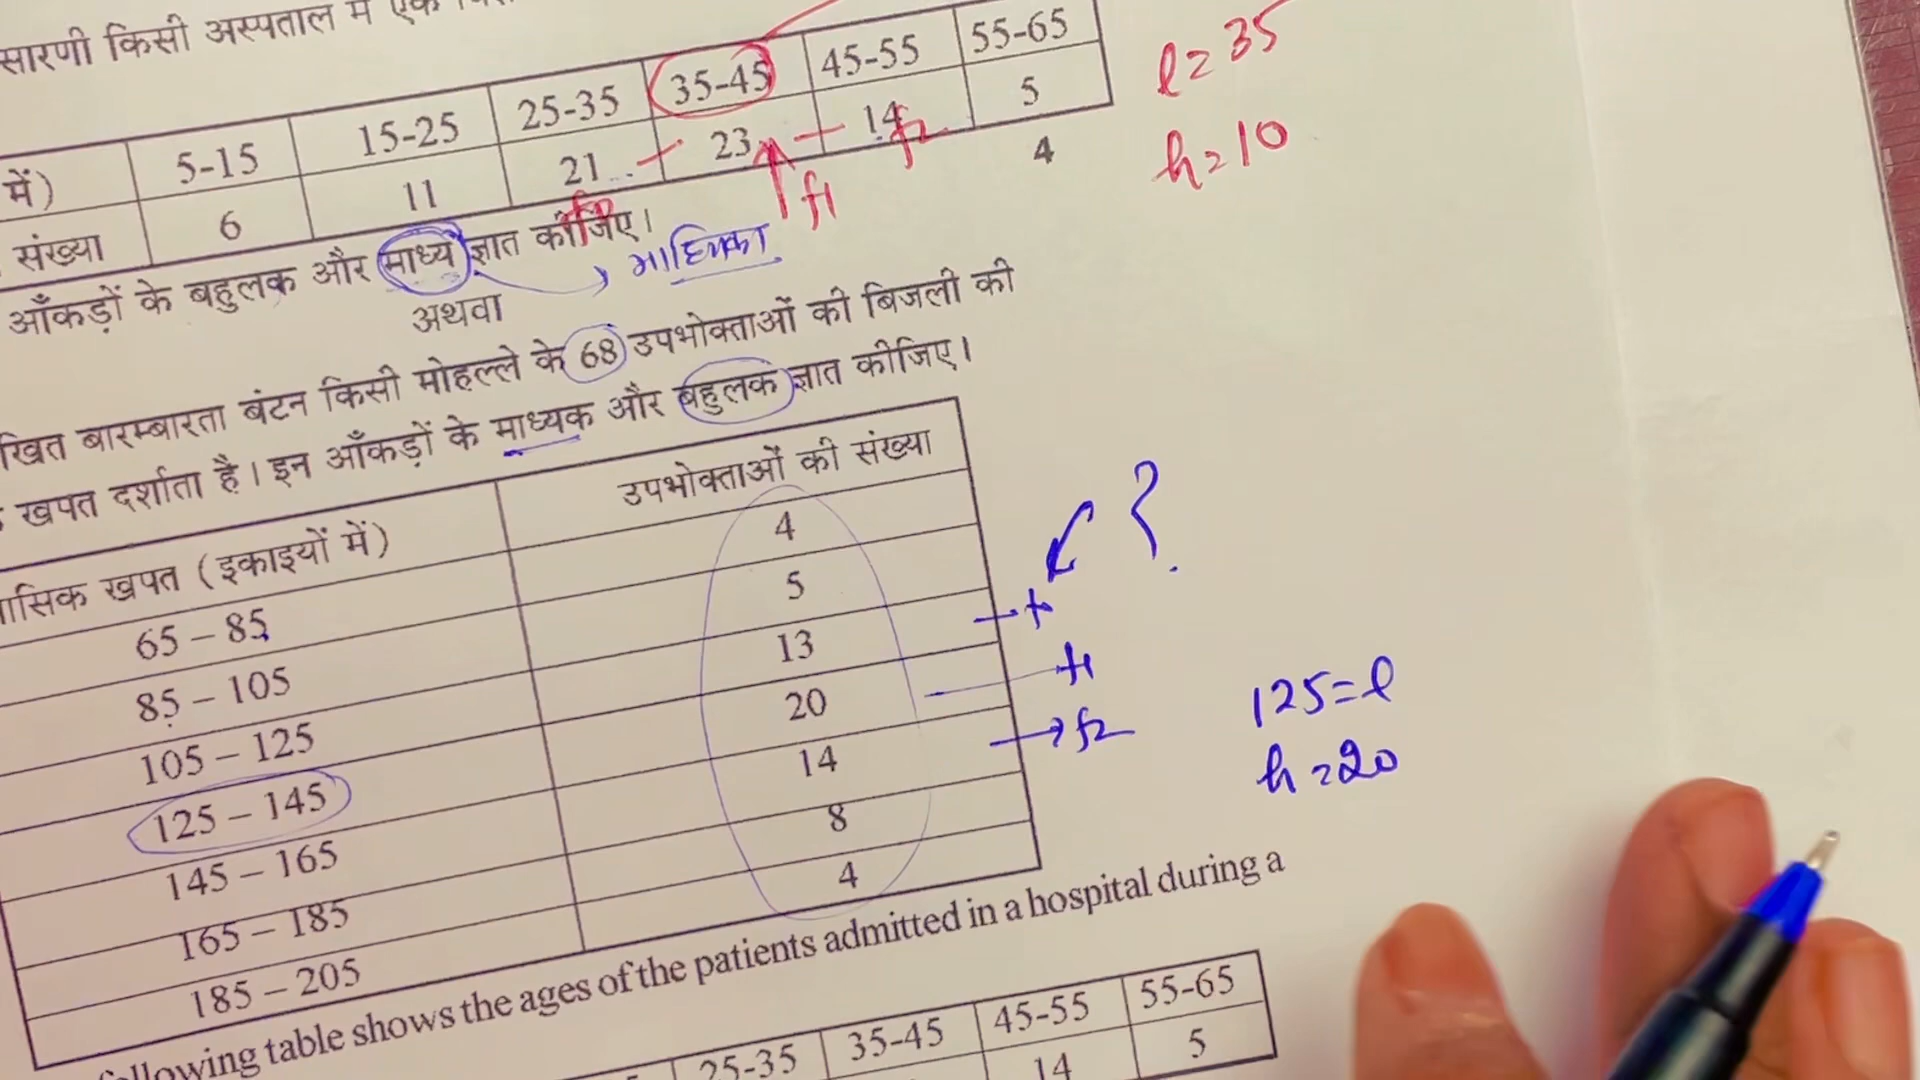 सारणी किसी अस्पताल में एक
में) 5-15 15-25 25-35 35-45 45-55 55-65
संख्या 6 11 21 23 14 5
f1 f2
l = 35
h = 10
4
आँकड़ों के बहुलक और माध्य ज्ञात कीजिए।
माध्यिका
अथवा
खित बारम्बारता बंटन किसी मोहल्ले के 68 उपभोक्ताओं की बिजली की
खपत दर्शाता है। इन आँकड़ों के माध्यक और बहुलक ज्ञात कीजिए।
ासिक खपत (इकाइयों में) उपभोक्ताओं की संख्या
65 – 85 4
85 – 105 5
105 – 125 13
125 – 145 20
145 – 165 14
165 – 185 8
185 – 205 4
?
f1
f2
125 = l
h = 20
following table shows the ages of the patients admitted in a hospital during a
25-35 35-45 45-55 55-65
14 5